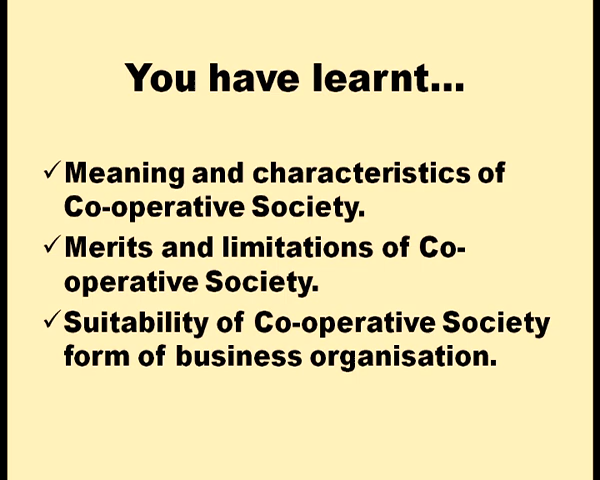 You have learnt...
✓Meaning and characteristics of
Co-operative Society.
✓Merits and limitations of Co-
operative Society.
✓Suitability of Co-operative Society
form of business organisation.